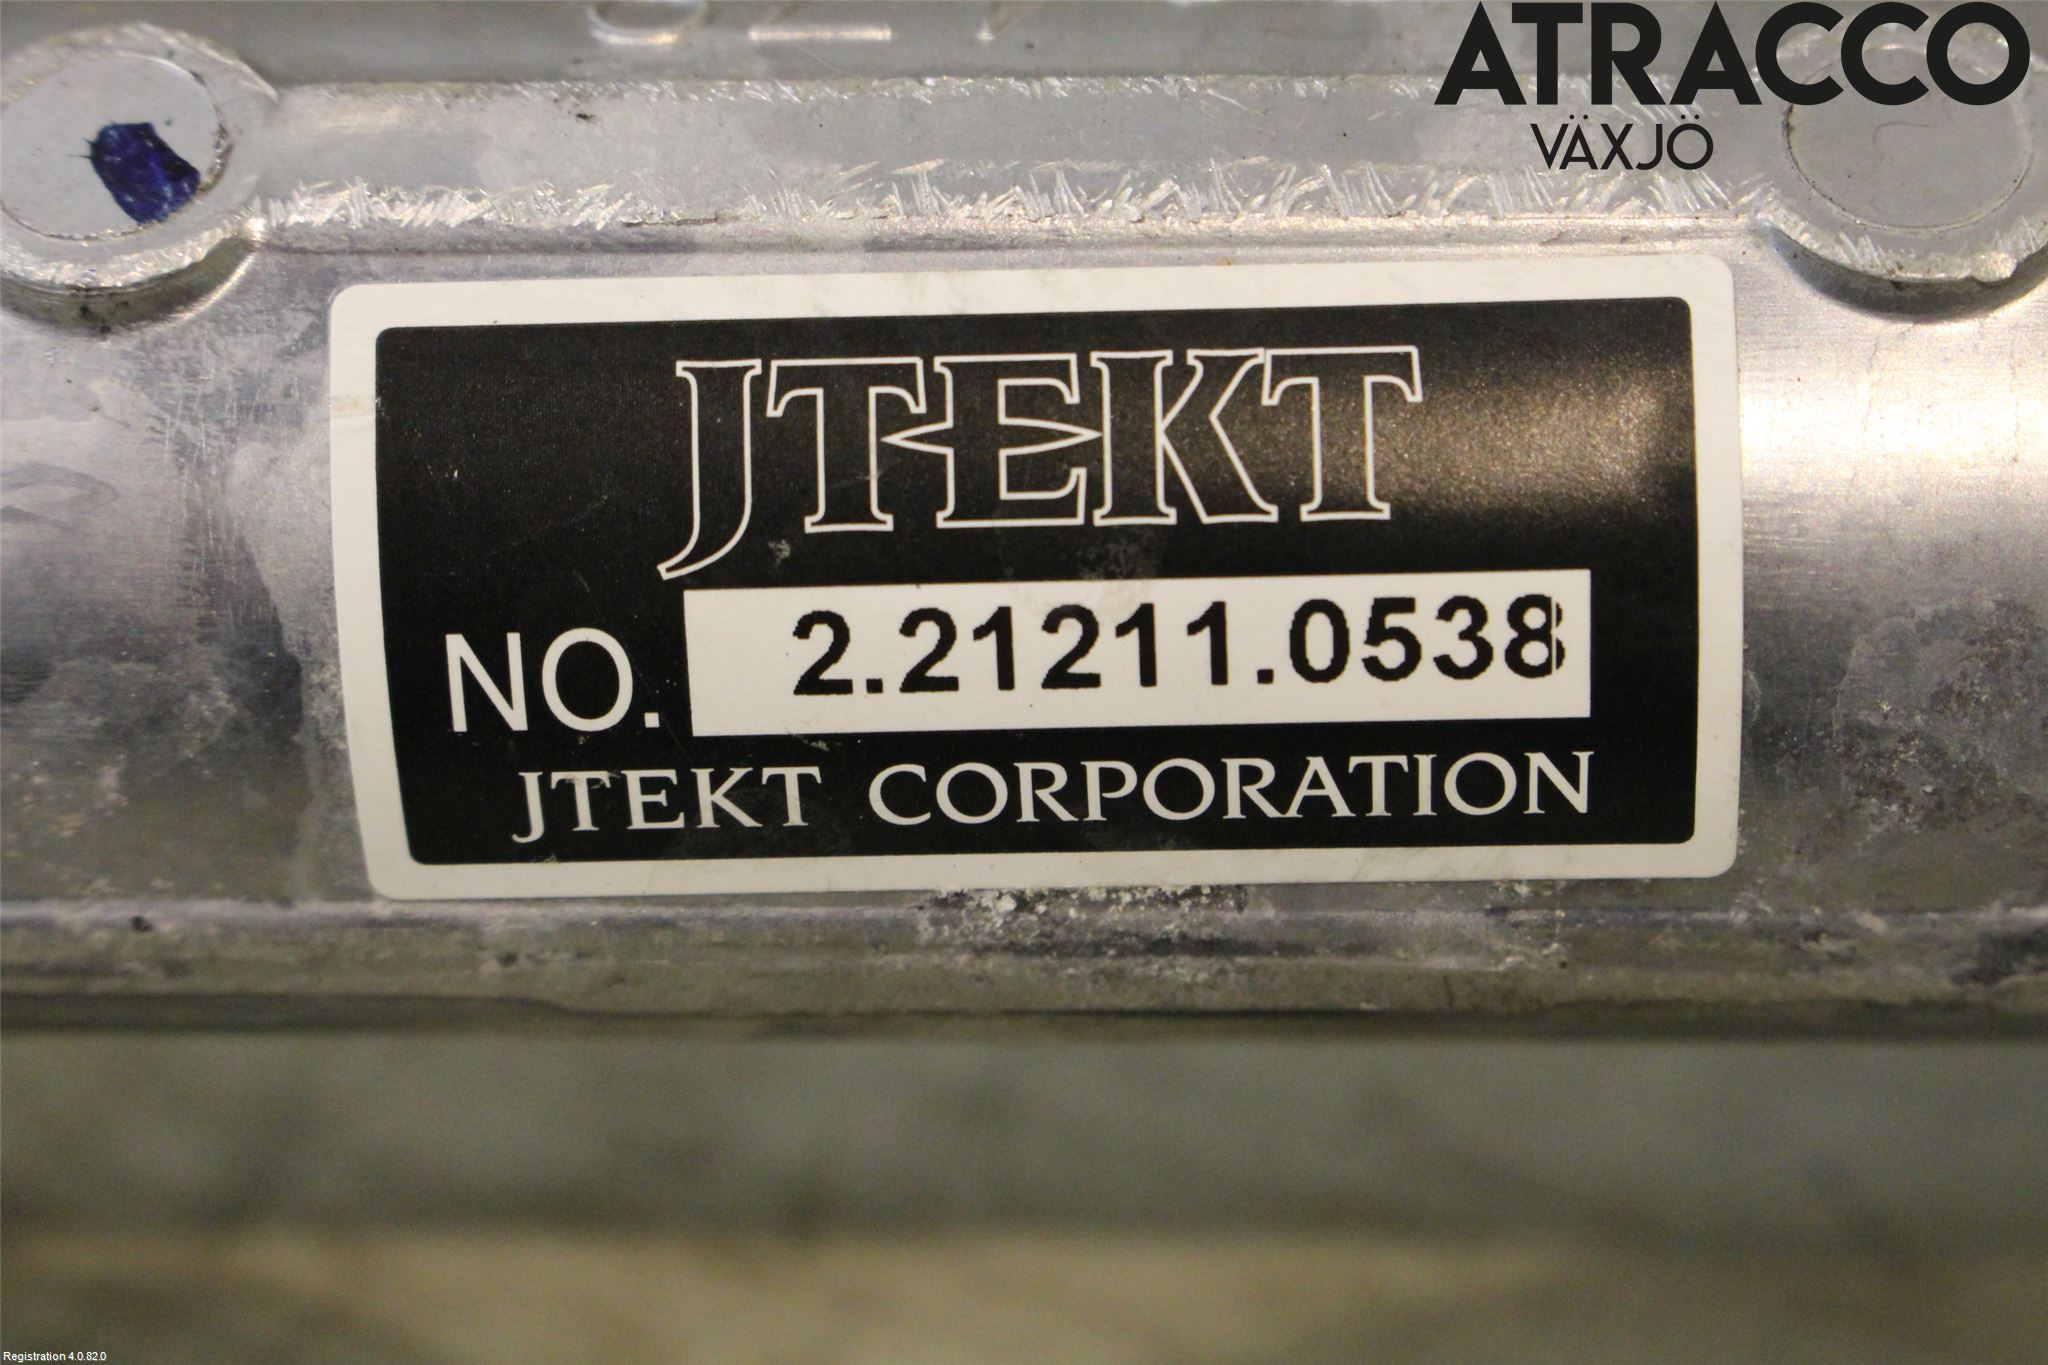 ATRACCO
VÄXJÖ
JTEKT
NO. 2.21211.0538
JTEKT CORPORATION
Registration 4.0.82.0